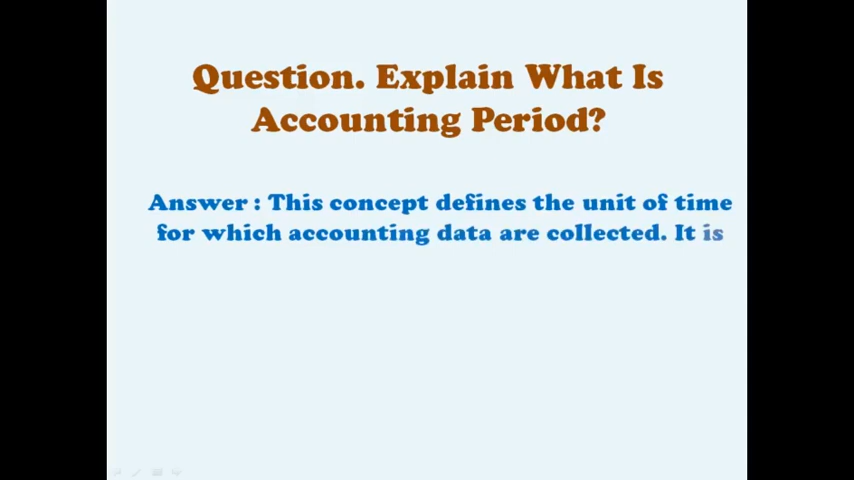 Question. Explain What Is
Accounting Period?
Answer : This concept defines the unit of time
for which accounting data are collected. It is